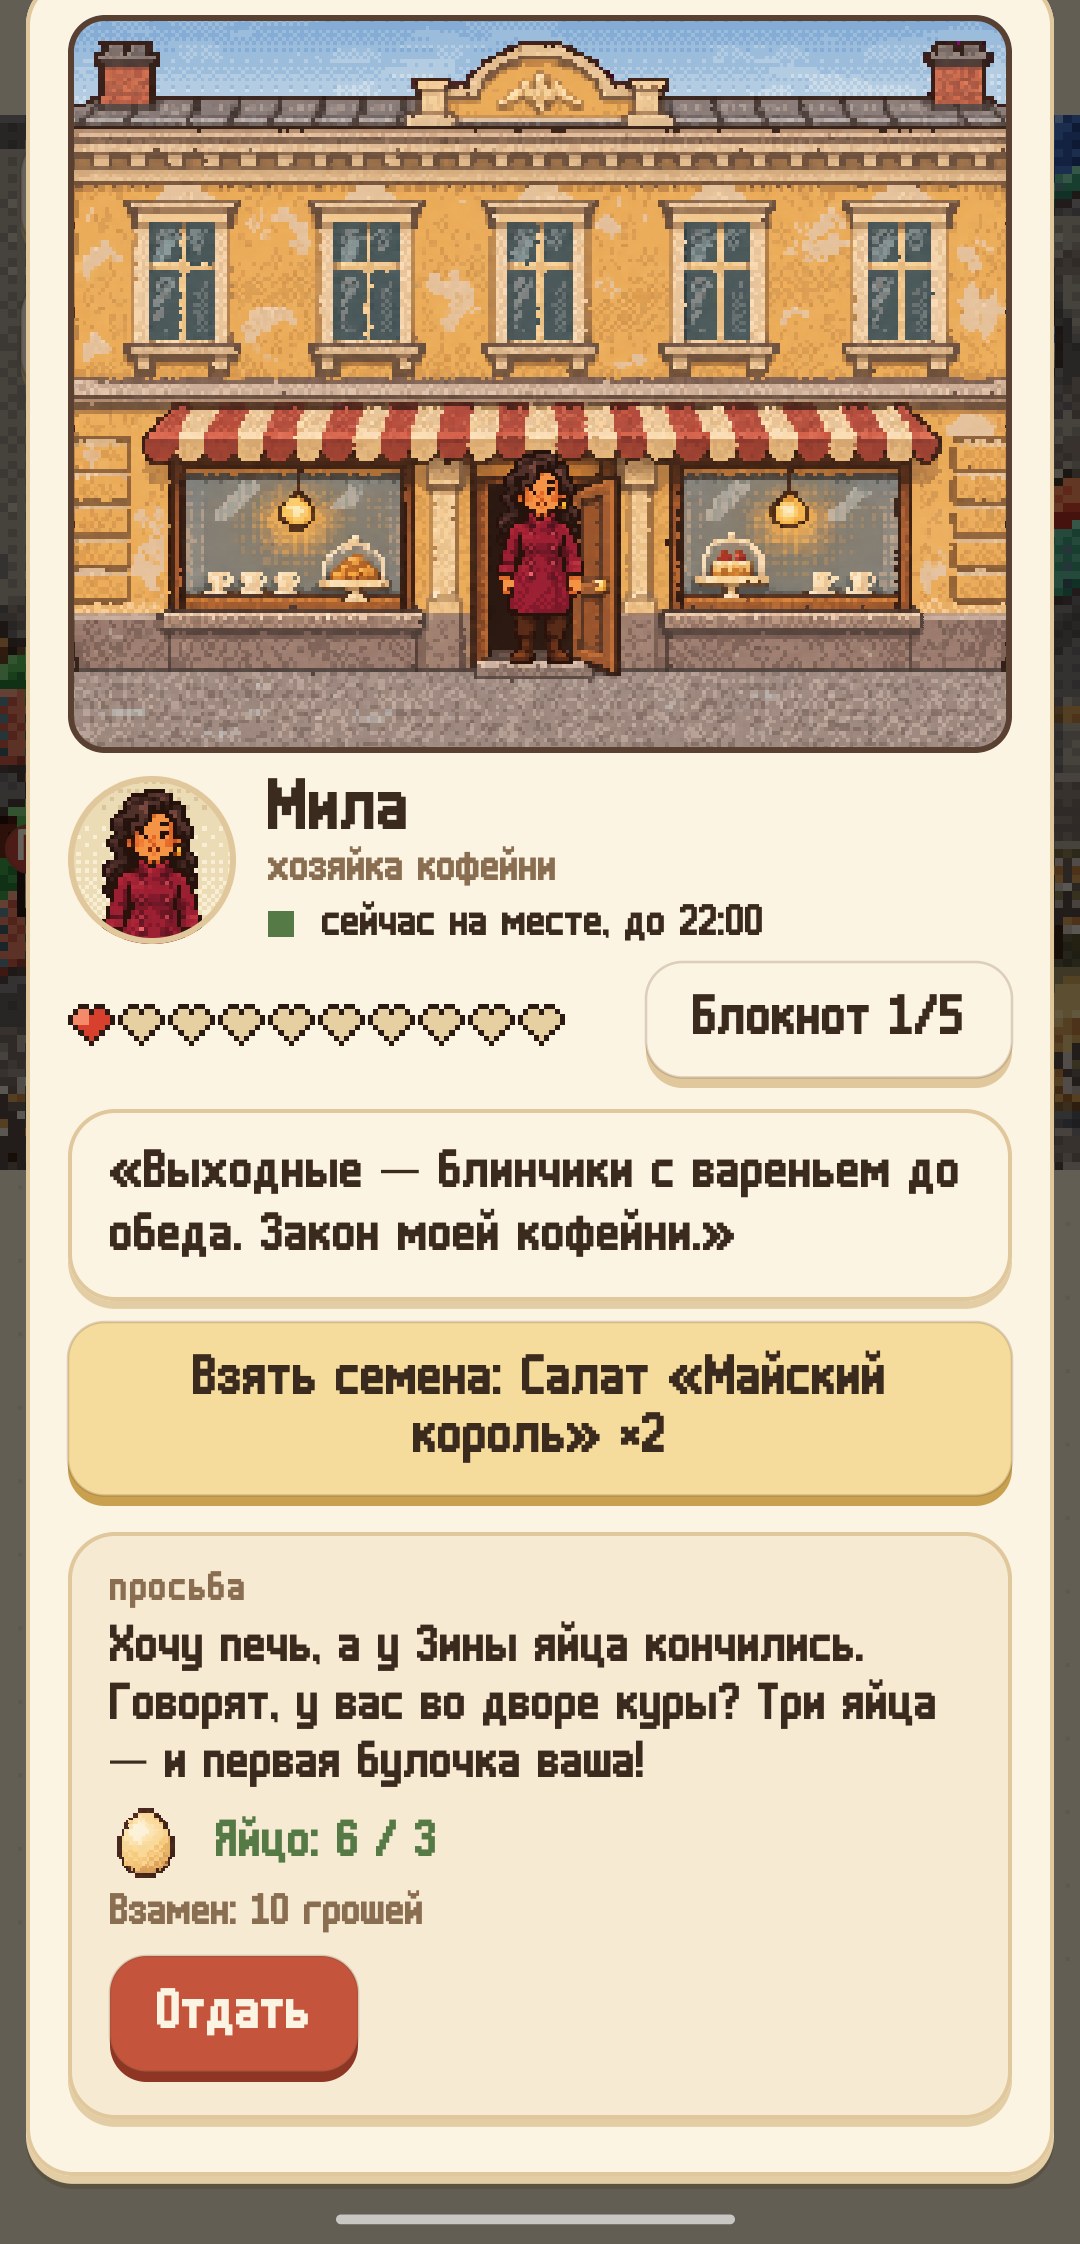 Мила
хозяйка кофейни
сейчас на месте, до 22:00
Блокнот 1/5
«Выходные — блинчики с вареньем до
обеда. Закон моей кофейни.»
Взять семена: Салат «Майский
король» ×2
просьба
Хочу печь, а у Зины яйца кончились.
Говорят, у вас во дворе куры? Три яйца
— и первая булочка ваша!
Яйцо: 6 / 3
Взамен: 10 грошей
Отдать